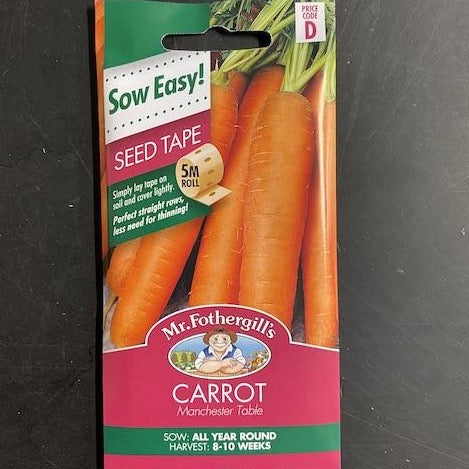 PRICE
CODE
D
Sow Easy!
SEED TAPE
5M
ROLL
Simply lay tape on
soil and cover lightly.
Perfect straight rows,
less need for thinning!
Mr. Fothergill's
CARROT
Manchester Table
SOW: ALL YEAR ROUND
HARVEST: 8-10 WEEKS